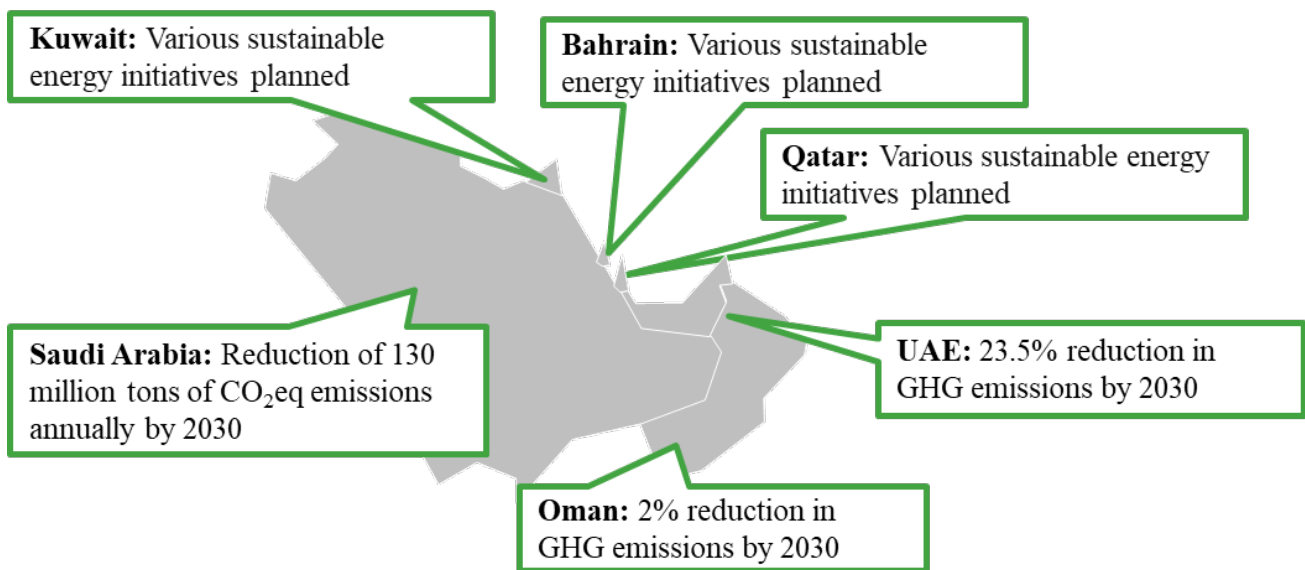 Kuwait: Various sustainable
energy initiatives planned
Bahrain: Various sustainable
energy initiatives planned
Qatar: Various sustainable energy
initiatives planned
Saudi Arabia: Reduction of 130
million tons of CO₂eq emissions
annually by 2030
UAE: 23.5% reduction in
GHG emissions by 2030
Oman: 2% reduction in
GHG emissions by 2030